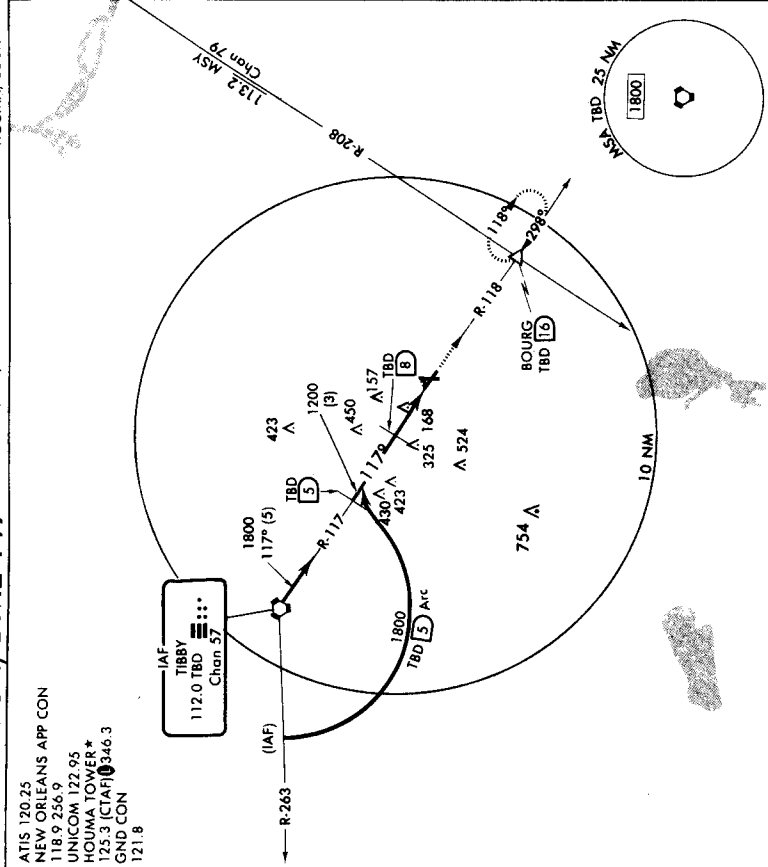 ATIS 120.25
NEW ORLEANS APP CON
118.9 256.9
UNICOM 122.95
HOUMA TOWER★
125.3 (CTAF) L 346.3
GND CON
121.8
IAF
TIBBY
112.0 TBD
Chan 57
113.2 MSY
Chan 79
R-208
MSA TBD 25 NM
1800
1800
117° (5)
R-117
TBD
5
423
450
1200
(3)
157
TBD
8
117°
168
325
524
430
423
754
R-118
118°
298°
BOURG
TBD 16
(IAF)
R-263
1800
TBD 5 Arc
10 NM